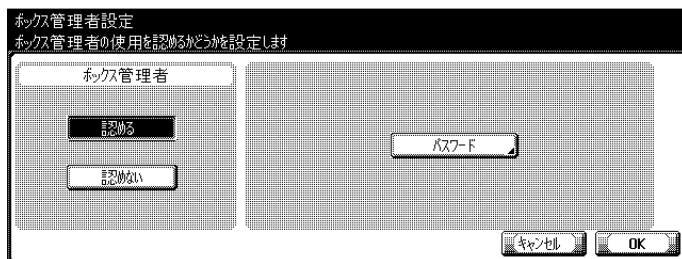 ボックス管理者設定
ボックス管理者の使用を認めるかどうかを設定します
ボックス管理者
認める
パスワード
認めない
キャンセル
OK